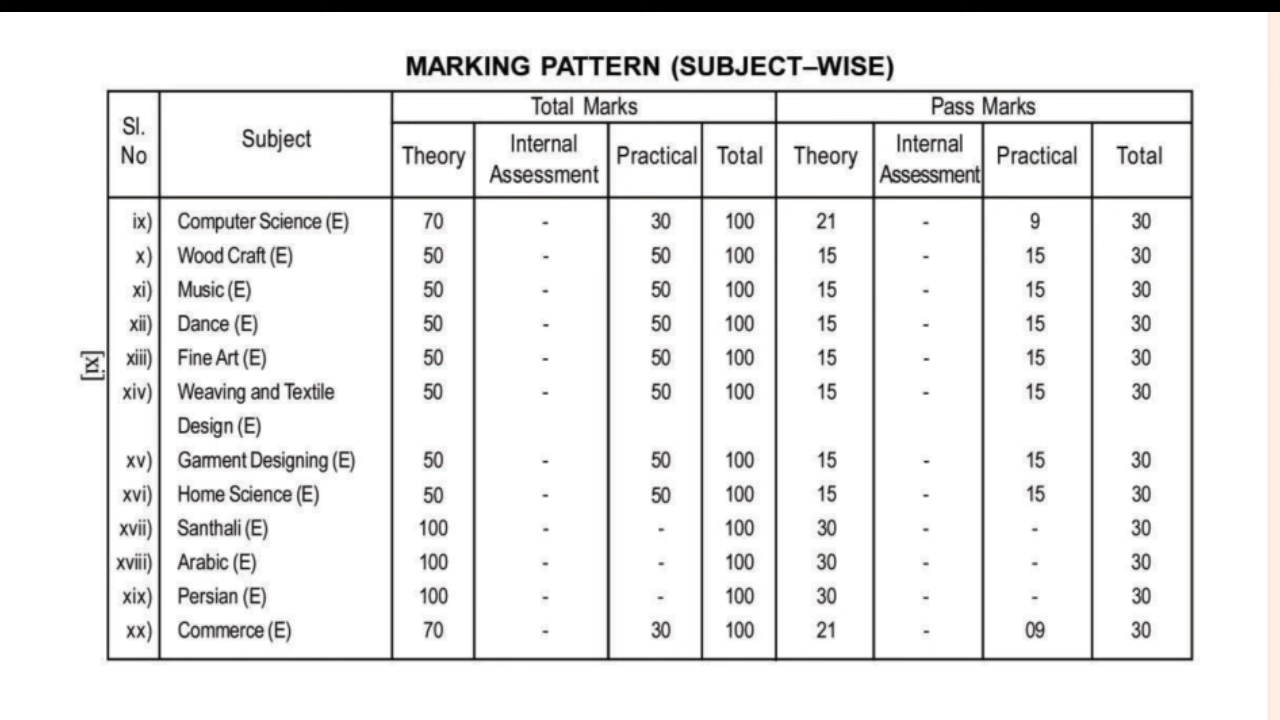 MARKING PATTERN (SUBJECT–WISE)
Sl. No Subject Total Marks Pass Marks
Theory Internal Assessment Practical Total Theory Internal Assessment Practical Total
ix) Computer Science (E) 70 - 30 100 21 - 9 30
x) Wood Craft (E) 50 - 50 100 15 - 15 30
xi) Music (E) 50 - 50 100 15 - 15 30
xii) Dance (E) 50 - 50 100 15 - 15 30
[ix]
xiii) Fine Art (E) 50 - 50 100 15 - 15 30
xiv) Weaving and Textile 50 - 50 100 15 - 15 30
Design (E)
xv) Garment Designing (E) 50 - 50 100 15 - 15 30
xvi) Home Science (E) 50 - 50 100 15 - 15 30
xvii) Santhali (E) 100 - - 100 30 - - 30
xviii) Arabic (E) 100 - - 100 30 - - 30
xix) Persian (E) 100 - - 100 30 - - 30
xx) Commerce (E) 70 - 30 100 21 - 09 30